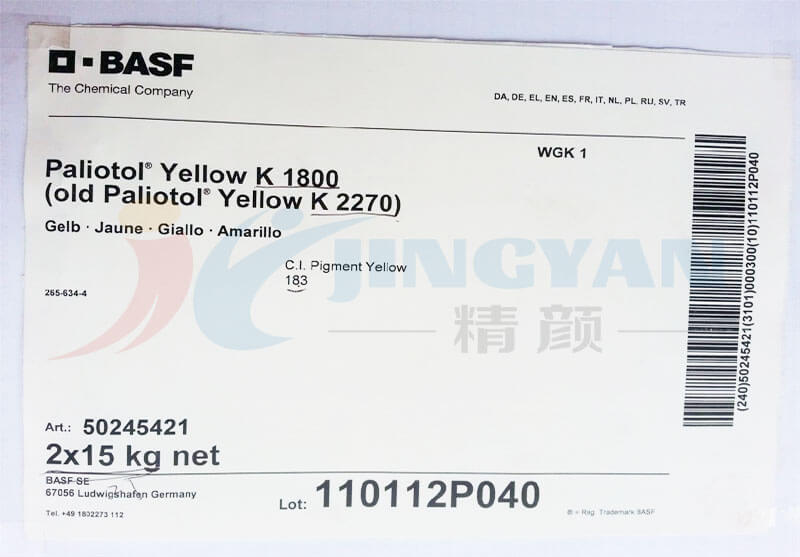 BASF
The Chemical Company
DA, DE, EL, EN, ES, FR, IT, NL, PL, RU, SV, TR
WGK 1
Paliotol® Yellow K 1800
(old Paliotol® Yellow K 2270)
Gelb · Jaune · Giallo · Amarillo
C.I. Pigment Yellow
183
265-634-4
JINGYAN
精颜
(240)50245421(3101)000300(10)110112P040
Art.: 50245421
2x15 kg net
BASF SE
67056 Ludwigshafen Germany
Tel. +49 1802273 112
Lot: 110112P040
® = Reg. Trademark BASF